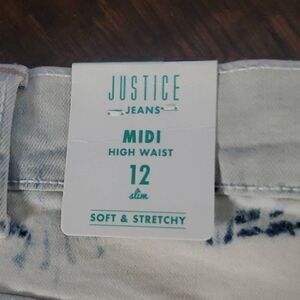 JUSTICE
JEANS
MIDI
HIGH WAIST
12
slim
SOFT & STRETCHY